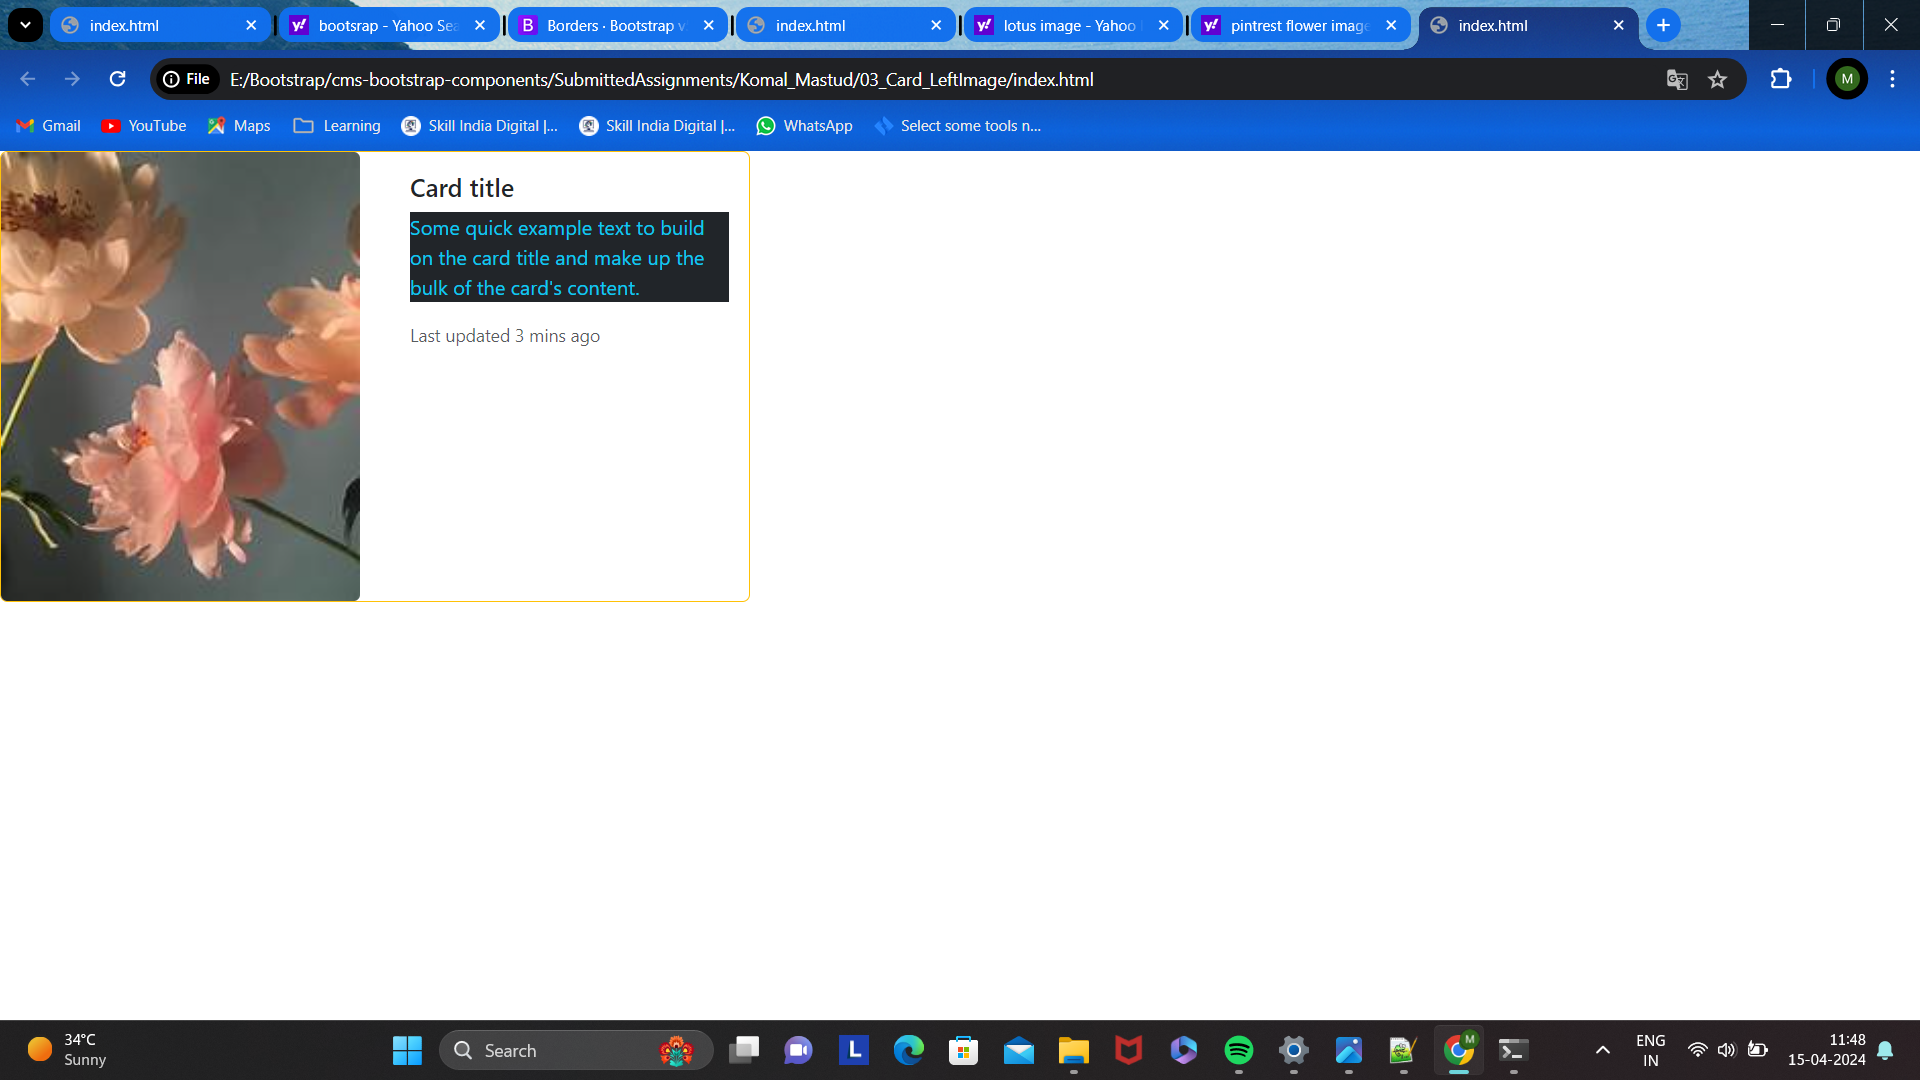 index.html
bootsrap - Yahoo Sea
Borders · Bootstrap v
index.html
lotus image - Yahoo
pintrest flower image
index.html
File
E:/Bootstrap/cms-bootstrap-components/SubmittedAssignments/Komal_Mastud/03_Card_LeftImage/index.html
M
Gmail
YouTube
Maps
Learning
Skill India Digital |...
Skill India Digital |...
WhatsApp
Select some tools n...
Card title
Some quick example text to build
on the card title and make up the
bulk of the card's content.
Last updated 3 mins ago
34°C
Sunny
Search
L
M
ENG
IN
11:48
15-04-2024